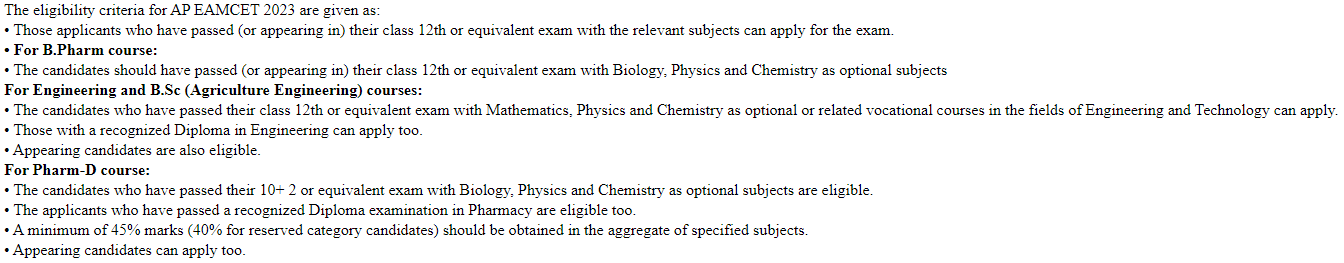 The eligibility criteria for AP EAMCET 2023 are given as:
• Those applicants who have passed (or appearing in) their class 12th or equivalent exam with the relevant subjects can apply for the exam.
• For B.Pharm course:
• The candidates should have passed (or appearing in) their class 12th or equivalent exam with Biology, Physics and Chemistry as optional subjects
For Engineering and B.Sc (Agriculture Engineering) courses:
• The candidates who have passed their class 12th or equivalent exam with Mathematics, Physics and Chemistry as optional or related vocational courses in the fields of Engineering and Technology can apply.
• Those with a recognized Diploma in Engineering can apply too.
• Appearing candidates are also eligible.
For Pharm-D course:
• The candidates who have passed their 10+ 2 or equivalent exam with Biology, Physics and Chemistry as optional subjects are eligible.
• The applicants who have passed a recognized Diploma examination in Pharmacy are eligible too.
• A minimum of 45% marks (40% for reserved category candidates) should be obtained in the aggregate of specified subjects.
• Appearing candidates can apply too.